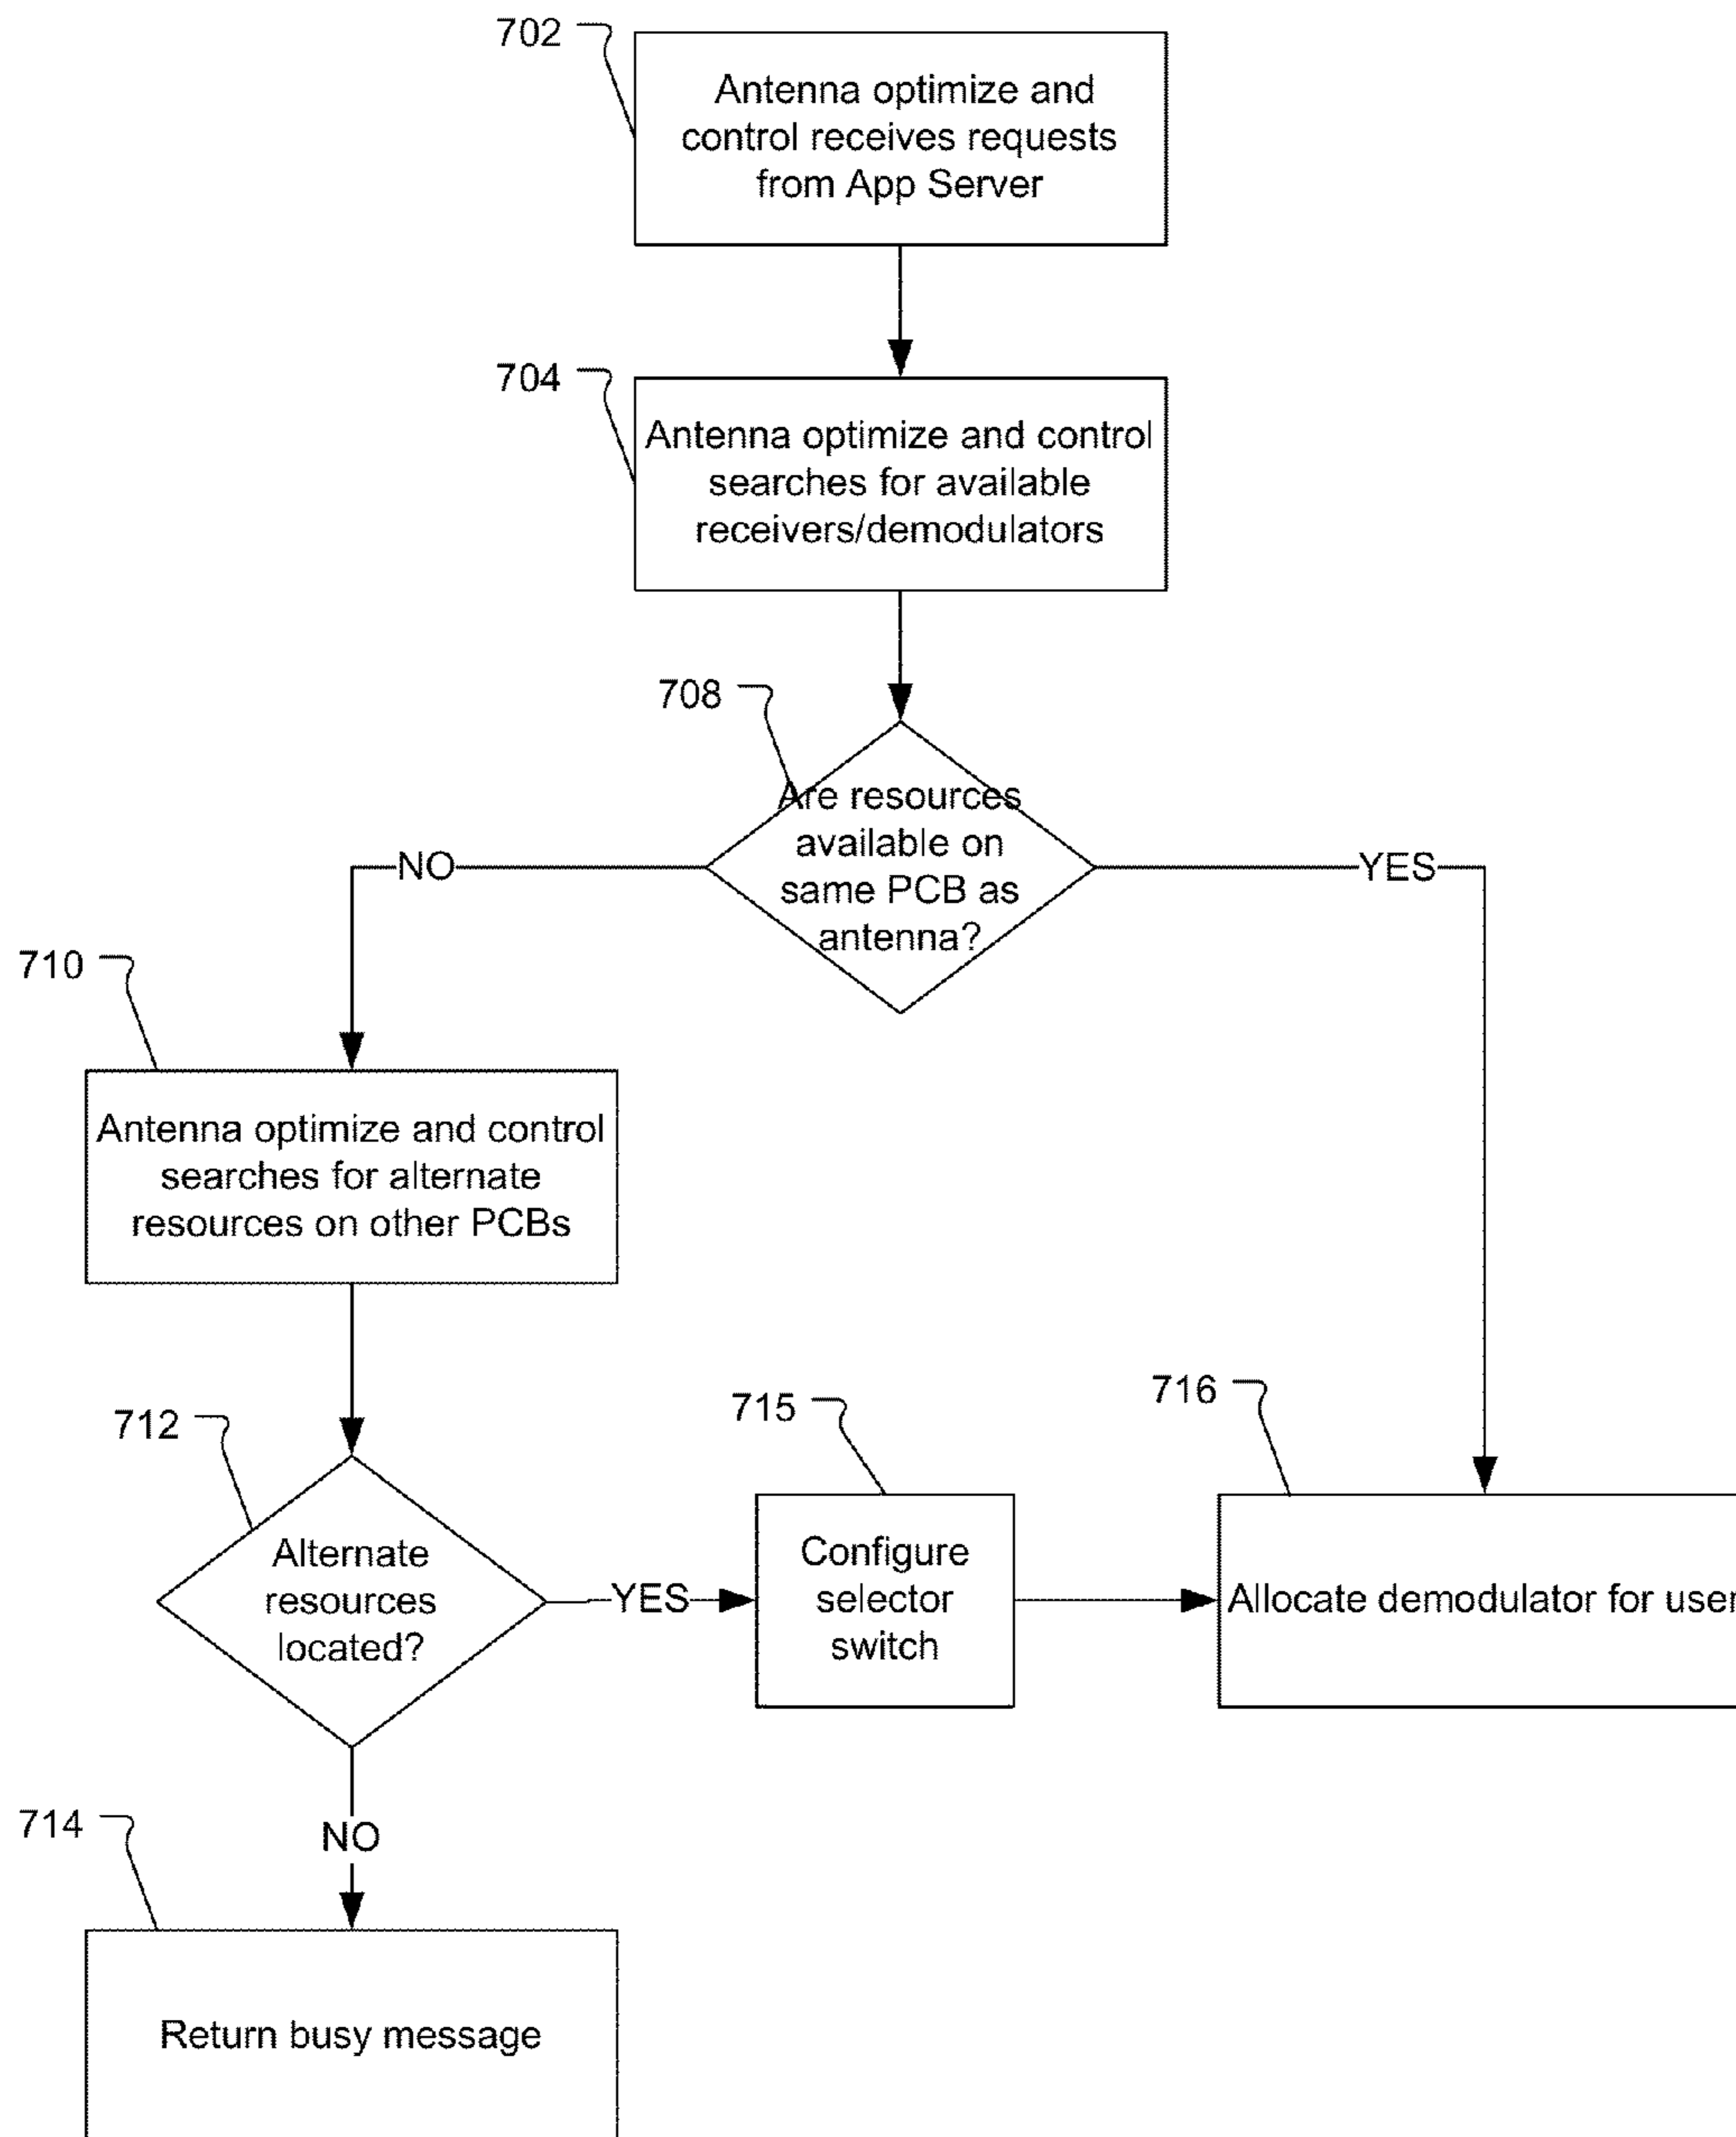 702
Antenna optimize and
control receives requests
from App Server
704
Antenna optimize and control
searches for available
receivers/demodulators
708
Are resources
available on
same PCB as
antenna?
NO
YES
710
Antenna optimize and control
searches for alternate
resources on other PCBs
712
Alternate
resources
located?
YES
715
Configure
selector
switch
716
Allocate demodulator for user
NO
714
Return busy message